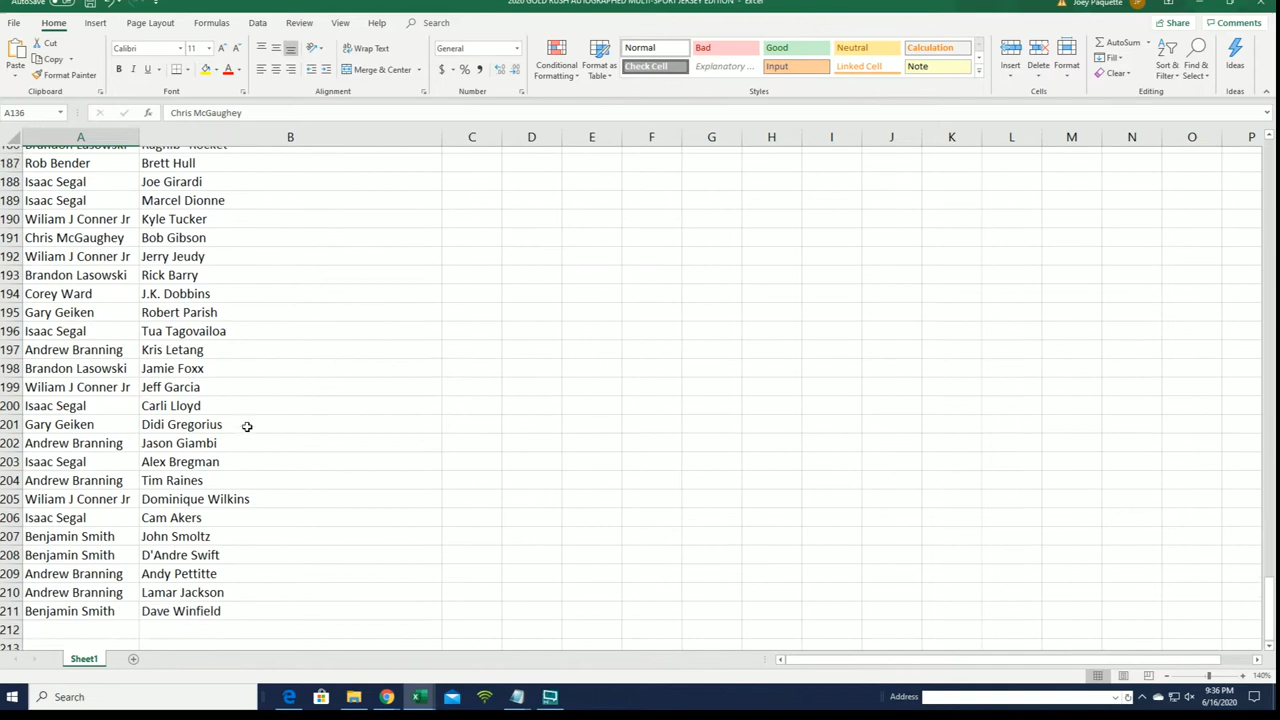 AutoSave
2020 GOLD RUSH AUTOGRAPHED MULTI-SPORT JERSEY EDITION - Excel
Joey Paquette
JP
File Home Insert Page Layout Formulas Data Review View Help Search Share Comments
Paste Cut Copy Format Painter Clipboard
Calibri 11 A A B I U A Font
Wrap Text Merge & Center Alignment
General $ % Number
Conditional Formatting Format as Table
Normal Bad Good Neutral Calculation
Check Cell Explanatory ... Input Linked Cell Note
Styles
Insert Delete Format Cells
AutoSum Fill Clear Sort & Filter Find & Select Editing
Ideas Ideas
A136 fx Chris McGaughey
A B C D E F G H I J K L M N O P
186 Brandon Lasowski Raghib "Rocket"
187 Rob Bender Brett Hull
188 Isaac Segal Joe Girardi
189 Isaac Segal Marcel Dionne
190 Wiliam J Conner Jr Kyle Tucker
191 Chris McGaughey Bob Gibson
192 Wiliam J Conner Jr Jerry Jeudy
193 Brandon Lasowski Rick Barry
194 Corey Ward J.K. Dobbins
195 Gary Geiken Robert Parish
196 Isaac Segal Tua Tagovailoa
197 Andrew Branning Kris Letang
198 Brandon Lasowski Jamie Foxx
199 Wiliam J Conner Jr Jeff Garcia
200 Isaac Segal Carli Lloyd
201 Gary Geiken Didi Gregorius
202 Andrew Branning Jason Giambi
203 Isaac Segal Alex Bregman
204 Andrew Branning Tim Raines
205 Wiliam J Conner Jr Dominique Wilkins
206 Isaac Segal Cam Akers
207 Benjamin Smith John Smoltz
208 Benjamin Smith D'Andre Swift
209 Andrew Branning Andy Pettitte
210 Andrew Branning Lamar Jackson
211 Benjamin Smith Dave Winfield
212
213
Sheet1
140%
Search
Address
9:36 PM
6/16/2020